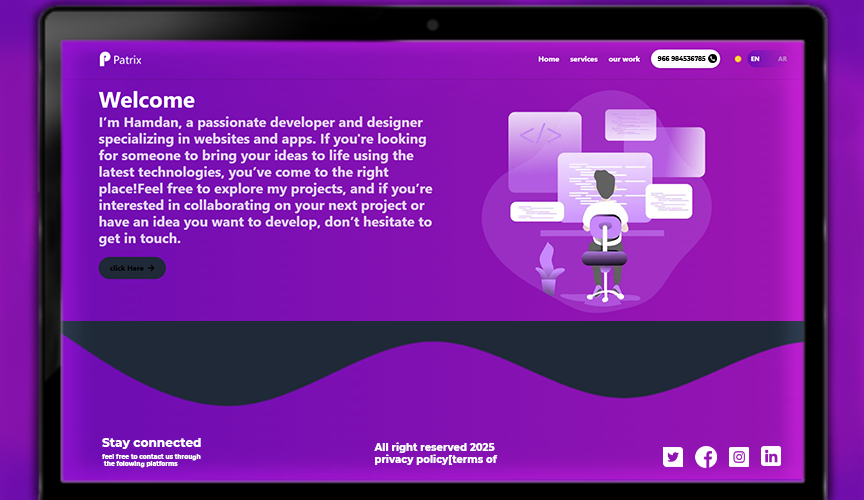 Patrix
Home services our work 966 984536785 EN AR
Welcome
I’m Hamdan, a passionate developer and designer
specializing in websites and apps. If you're looking
for someone to bring your ideas to life using the
latest technologies, you’ve come to the right
place!Feel free to explore my projects, and if you’re
interested in collaborating on your next project or
have an idea you want to develop, don’t hesitate to
get in touch.
click Here
</>
Stay connected
feel free to contact us through
the folowing platforms
All right reserved 2025
privacy policy[terms of